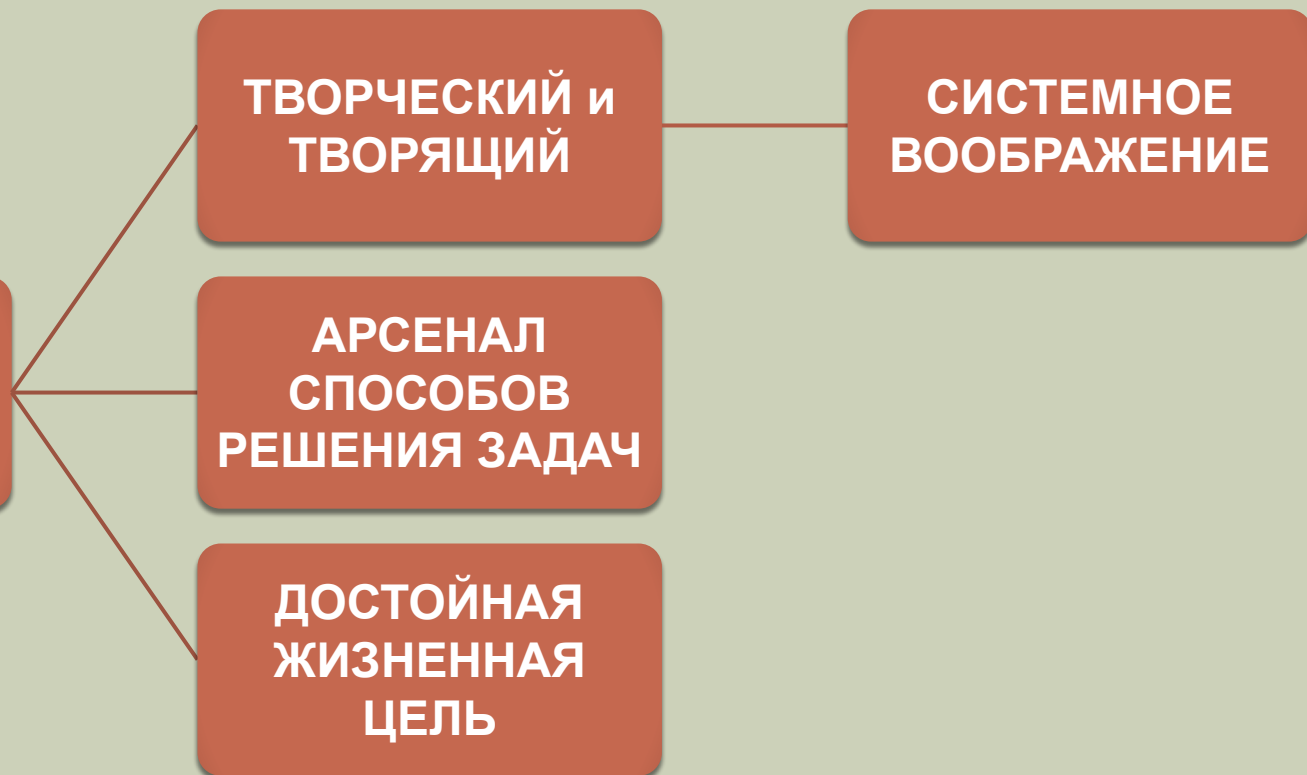 ТВОРЧЕСКИЙ и
ТВОРЯЩИЙ
СИСТЕМНОЕ
ВООБРАЖЕНИЕ
АРСЕНАЛ
СПОСОБОВ
РЕШЕНИЯ ЗАДАЧ
ДОСТОЙНАЯ
ЖИЗНЕННАЯ
ЦЕЛЬ